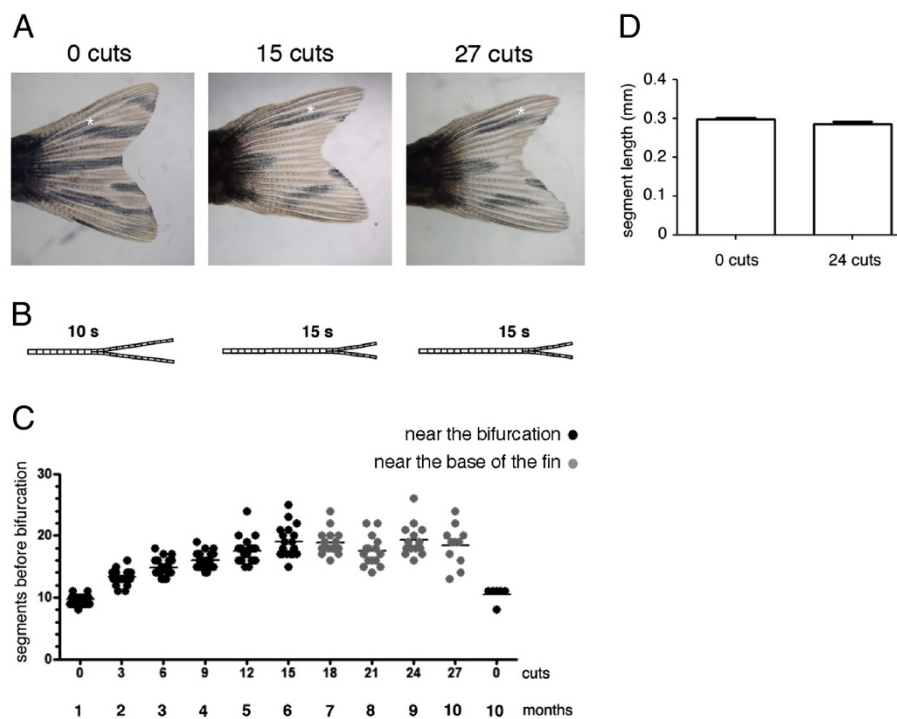 A
0 cuts 15 cuts 27 cuts
* * *
B
10 s 15 s 15 s
C
near the bifurcation
near the base of the fin
segments before bifurcation
30
20
10
0
0 3 6 9 12 15 18 21 24 27 0 cuts
1 2 3 4 5 6 7 8 9 10 10 months
D
segment length (mm)
0.4
0.3
0.2
0.1
0
0 cuts 24 cuts